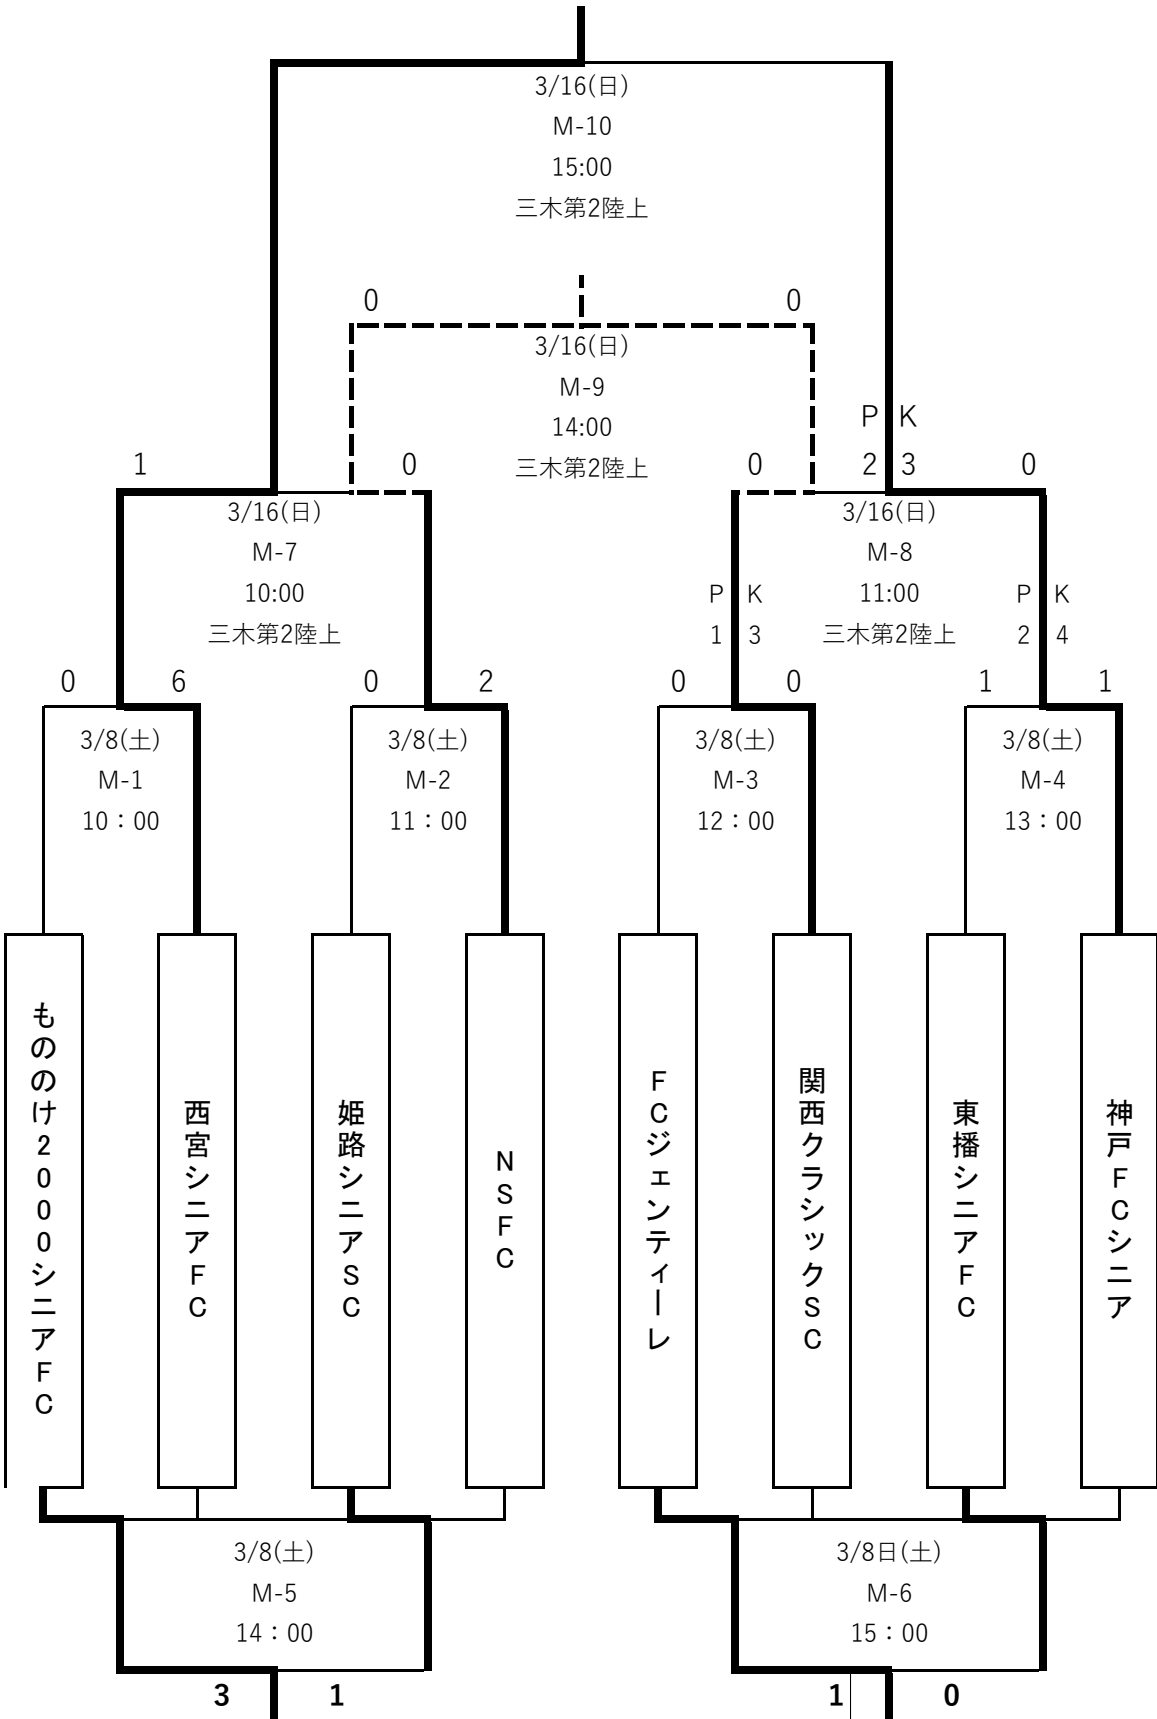 3/16(日)
M-10
15:00
三木第2陸上
0 0
3/16(日)
M-9
14:00
三木第2陸上
P K
1 0 0 2 3 0
3/16(日) 3/16(日)
M-7 M-8
10:00 11:00
三木第2陸上 三木第2陸上
P K P K
1 3 2 4
0 6 0 2 0 0 1 1
3/8(土) 3/8(土) 3/8(土) 3/8(土)
M-1 M-2 M-3 M-4
10：00 11：00 12：00 13：00
もののけ2000シニアFC
西宮シニアFC
姫路シニアSC
NSFC
FCジェンティーレ
関西クラシックSC
東播シニアFC
神戸FCシニア
3/8(土) 3/8日(土)
M-5 M-6
14：00 15：00
3 1 1 0